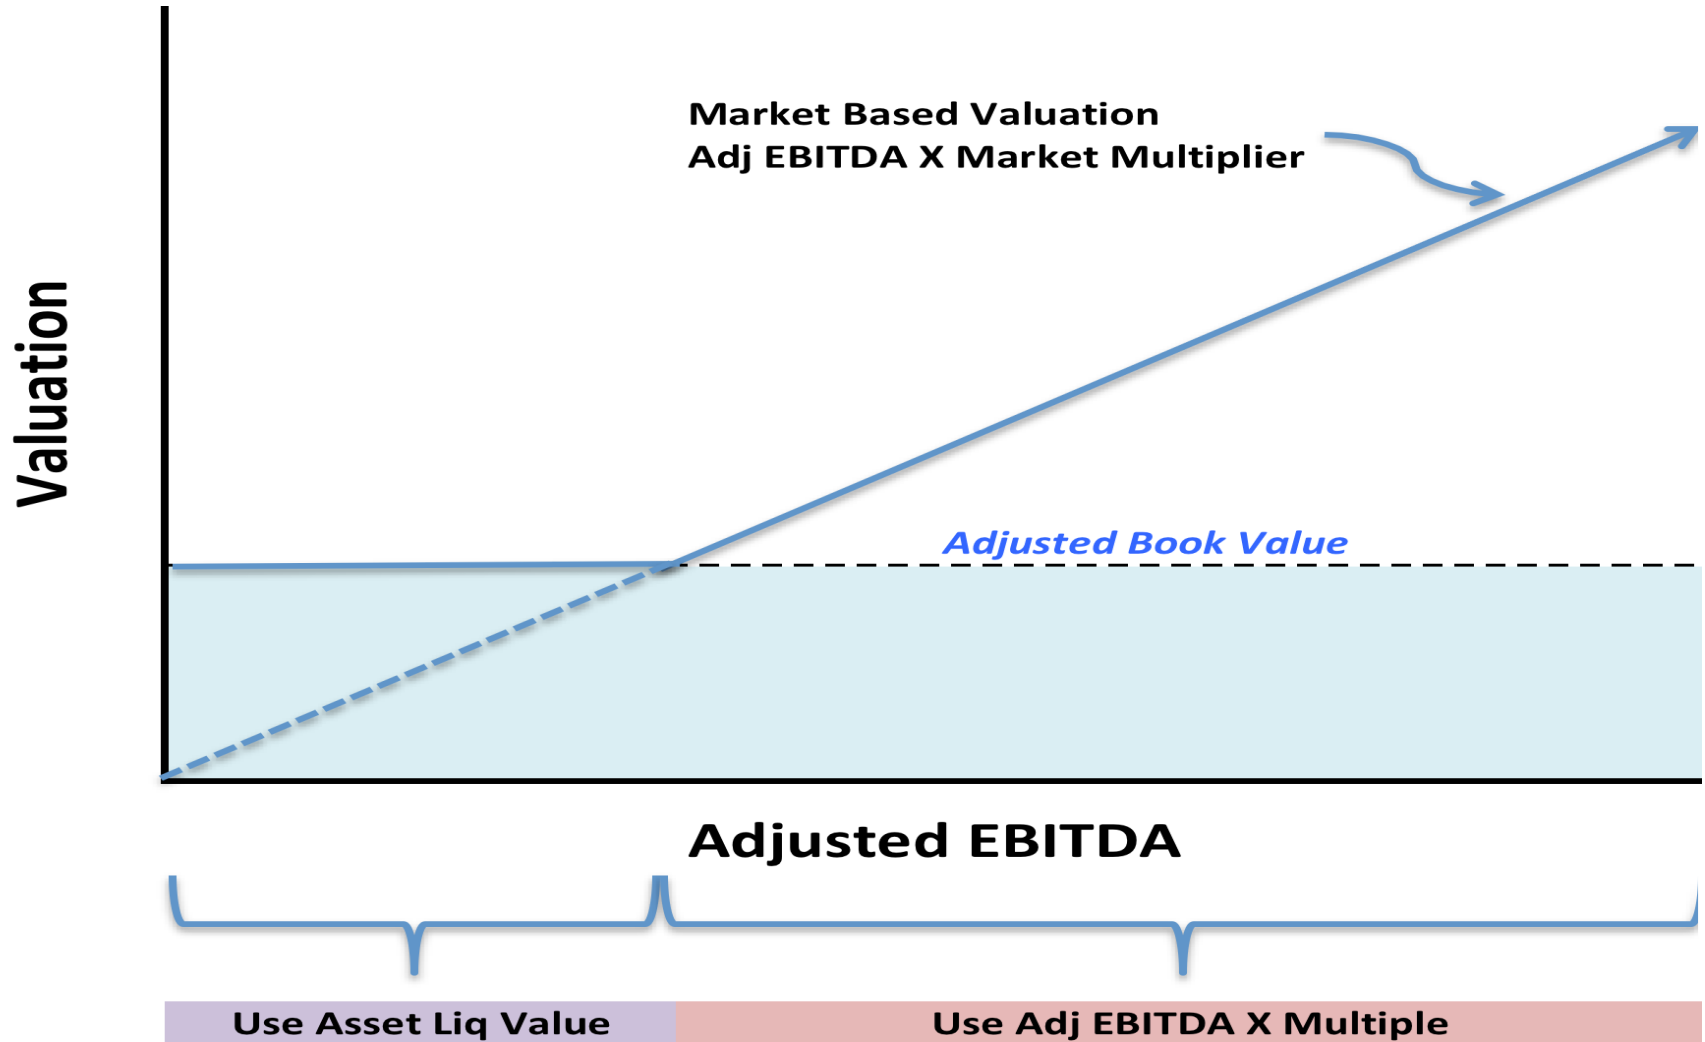 Market Based Valuation
Adj EBITDA X Market Multiplier
Valuation
Adjusted Book Value
Adjusted EBITDA
Use Asset Liq Value
Use Adj EBITDA X Multiple